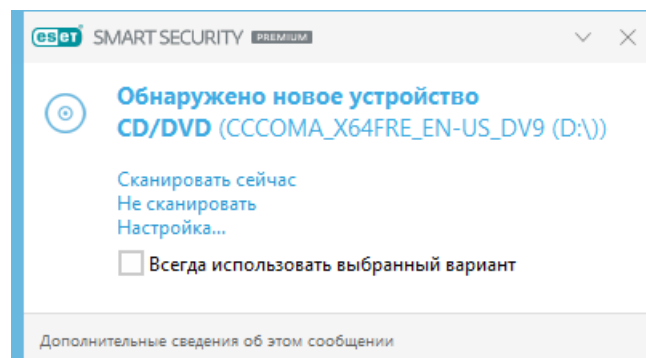 eset SMART SECURITY PREMIUM
Обнаружено новое устройство
CD/DVD (CCCOMA_X64FRE_EN-US_DV9 (D:\))
Сканировать сейчас
Не сканировать
Настройка...
Всегда использовать выбранный вариант
Дополнительные сведения об этом сообщении